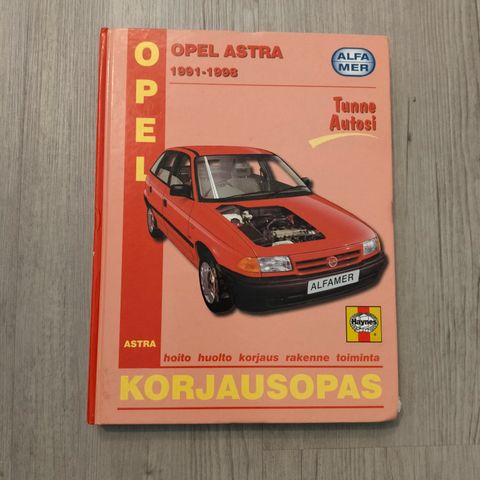 OPEL
OPEL ASTRA
1991-1998
ALFA
MER
Tunne
Autosi
ALFAMER
Haynes
ASTRA
hoito huolto korjaus rakenne toiminta
KORJAUSOPAS